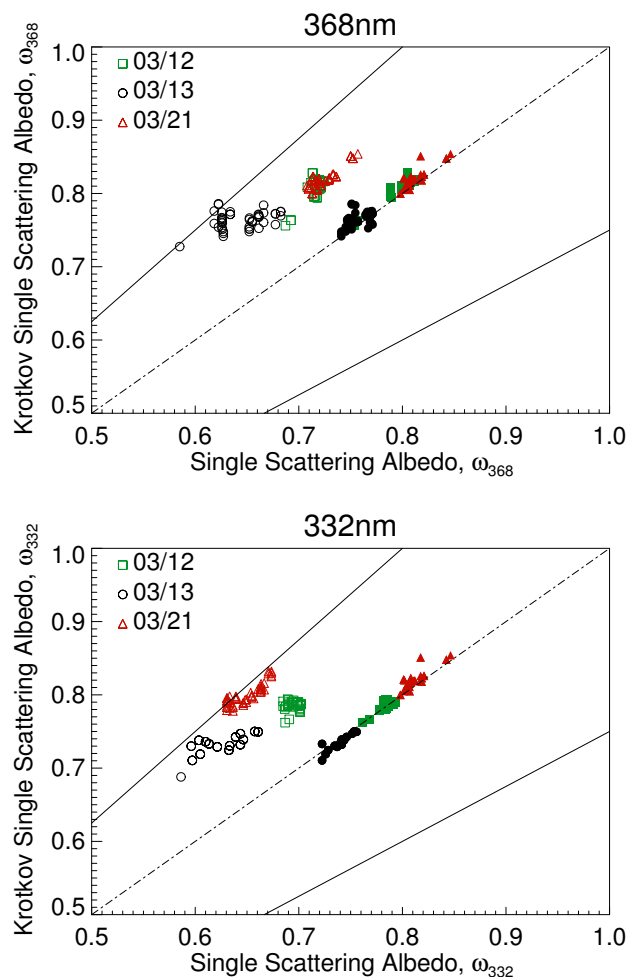 368nm
1.0
0.9
0.8
0.7
0.6
0.5
Krotkov Single Scattering Albedo, ω368
03/12
03/13
03/21
0.5 0.6 0.7 0.8 0.9 1.0
Single Scattering Albedo, ω368
332nm
1.0
0.9
0.8
0.7
0.6
0.5
Krotkov Single Scattering Albedo, ω332
03/12
03/13
03/21
0.5 0.6 0.7 0.8 0.9 1.0
Single Scattering Albedo, ω332